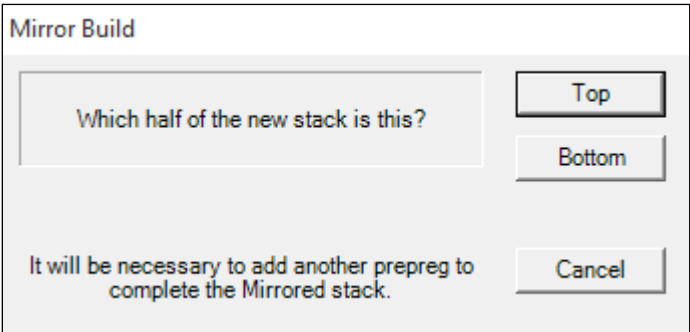 Mirror Build
Which half of the new stack is this?
Top
Bottom
It will be necessary to add another prepreg to
complete the Mirrored stack.
Cancel